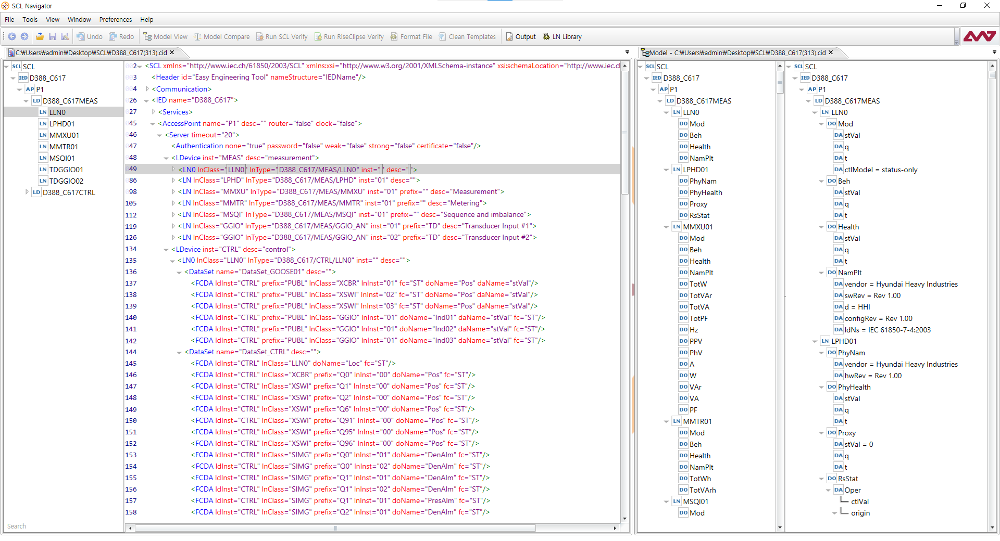 SCL Navigator
File Tools View Window Preferences Help
Undo Redo Model View Model Compare Run SCL Verify Run RiseClipse Verify Format File Clean Templates Output LN Library
C:₩Users₩admin₩Desktop₩SCL₩D388_C617(313).cid
SCL SCL
IED D388_C617
AP P1
LD D388_C617MEAS
LN LLN0
LN LPHD01
LN MMXU01
LN MMTR01
LN MSQI01
LN TDGGIO01
LN TDGGIO02
LD D388_C617CTRL
Search
2 <SCL xmlns="http://www.iec.ch/61850/2003/SCL" xmlns:xsi="http://www.w3.org/2001/XMLSchema-instance" xsi:schemaLocation="http://www.iec.cl
3 <Header id="Easy Engineering Tool" nameStructure="IEDName"/>
4 <Communication>
26 <IED name="D388_C617">
27 <Services>
45 <AccessPoint name="P1" desc="" router="false" clock="false">
46 <Server timeout="20">
47 <Authentication none="true" password="false" weak="false" strong="false" certificate="false"/>
48 <LDevice inst="MEAS" desc="measurement">
49 <LN0 lnClass="LLN0" lnType="D388_C617/MEAS/LLN0" inst="" desc="">
86 <LN lnClass="LPHD" lnType="D388_C617/MEAS/LPHD" inst="01" desc="">
98 <LN lnClass="MMXU" lnType="D388_C617/MEAS/MMXU" inst="01" prefix="" desc="Measurement">
105 <LN lnClass="MMTR" lnType="D388_C617/MEAS/MMTR" inst="01" prefix="" desc="Metering">
112 <LN lnClass="MSQI" lnType="D388_C617/MEAS/MSQI" inst="01" prefix="" desc="Sequence and imbalance">
119 <LN lnClass="GGIO" lnType="D388_C617/MEAS/GGIO_AN" inst="01" prefix="TD" desc="Transducer Input #1">
126 <LN lnClass="GGIO" lnType="D388_C617/MEAS/GGIO_AN" inst="02" prefix="TD" desc="Transducer Input #2">
134 <LDevice inst="CTRL" desc="control">
135 <LN0 lnClass="LLN0" lnType="D388_C617/CTRL/LLN0" inst="" desc="">
136 <DataSet name="DataSet_GOOSE01" desc="">
137 <FCDA ldInst="CTRL" prefix="PUBL" lnClass="XCBR" lnInst="01" fc="ST" doName="Pos" daName="stVal"/>
138 <FCDA ldInst="CTRL" prefix="PUBL" lnClass="XSWI" lnInst="02" fc="ST" doName="Pos" daName="stVal"/>
139 <FCDA ldInst="CTRL" prefix="PUBL" lnClass="XSWI" lnInst="03" fc="ST" doName="Pos" daName="stVal"/>
140 <FCDA ldInst="CTRL" prefix="PUBL" lnClass="GGIO" lnInst="01" doName="Ind01" daName="stVal" fc="ST"/>
141 <FCDA ldInst="CTRL" prefix="PUBL" lnClass="GGIO" lnInst="01" doName="Ind02" daName="stVal" fc="ST"/>
142 <FCDA ldInst="CTRL" prefix="PUBL" lnClass="GGIO" lnInst="01" doName="Ind03" daName="stVal" fc="ST"/>
144 <DataSet name="DataSet_CTRL" desc="">
145 <FCDA ldInst="CTRL" lnClass="LLN0" doName="Loc" fc="ST"/>
146 <FCDA ldInst="CTRL" lnClass="XCBR" prefix="Q0" lnInst="00" doName="Pos" fc="ST"/>
147 <FCDA ldInst="CTRL" lnClass="XSWI" prefix="Q1" lnInst="00" doName="Pos" fc="ST"/>
148 <FCDA ldInst="CTRL" lnClass="XSWI" prefix="Q2" lnInst="00" doName="Pos" fc="ST"/>
149 <FCDA ldInst="CTRL" lnClass="XSWI" prefix="Q6" lnInst="00" doName="Pos" fc="ST"/>
150 <FCDA ldInst="CTRL" lnClass="XSWI" prefix="Q91" lnInst="00" doName="Pos" fc="ST"/>
151 <FCDA ldInst="CTRL" lnClass="XSWI" prefix="Q95" lnInst="00" doName="Pos" fc="ST"/>
152 <FCDA ldInst="CTRL" lnClass="XSWI" prefix="Q96" lnInst="00" doName="Pos" fc="ST"/>
153 <FCDA ldInst="CTRL" lnClass="SIMG" prefix="Q0" lnInst="01" doName="DenAlm" fc="ST"/>
154 <FCDA ldInst="CTRL" lnClass="SIMG" prefix="Q0" lnInst="02" doName="DenAlm" fc="ST"/>
155 <FCDA ldInst="CTRL" lnClass="SIMG" prefix="Q1" lnInst="01" doName="DenAlm" fc="ST"/>
156 <FCDA ldInst="CTRL" lnClass="SIMG" prefix="Q1" lnInst="02" doName="DenAlm" fc="ST"/>
157 <FCDA ldInst="CTRL" lnClass="SIMG" prefix="Q1" lnInst="01" doName="PresAlm" fc="ST"/>
158 <FCDA ldInst="CTRL" lnClass="SIMG" prefix="Q2" lnInst="01" doName="DenAlm" fc="ST"/>
Model - C:₩Users₩admin₩Desktop₩SCL₩D388_C617(313).cid
SCL SCL
IED D388_C617
AP P1
LD D388_C617MEAS
LN LLN0
DO Mod
DO Beh
DO Health
DO NamPlt
LN LPHD01
DO PhyNam
DO PhyHealth
DO Proxy
DO RsStat
LN MMXU01
DO Mod
DO Beh
DO Health
DO NamPlt
DO TotW
DO TotVAr
DO TotVA
DO TotPF
DO Hz
DO PPV
DO PhV
DO A
DO W
DO VAr
DO VA
DO PF
LN MMTR01
DO Mod
DO Beh
DO Health
DO NamPlt
DO TotWh
DO TotVArh
LN MSQI01
DO Mod
SCL SCL
IED D388_C617
AP P1
LD D388_C617MEAS
LN LLN0
DO Mod
DA stVal
DA q
DA t
DA ctlModel = status-only
DO Beh
DA stVal
DA q
DA t
DO Health
DA stVal
DA q
DA t
DO NamPlt
DA vendor = Hyundai Heavy Industries
DA swRev = Rev 1.00
DA d = HHI
DA configRev = Rev 1.00
DA ldNs = IEC 61850-7-4:2003
LN LPHD01
DO PhyNam
DA vendor = Hyundai Heavy Industries
DA hwRev = Rev 1.00
DO PhyHealth
DA stVal
DA q
DA t
DO Proxy
DA stVal = 0
DA q
DA t
DO RsStat
DA Oper
ctlVal
origin